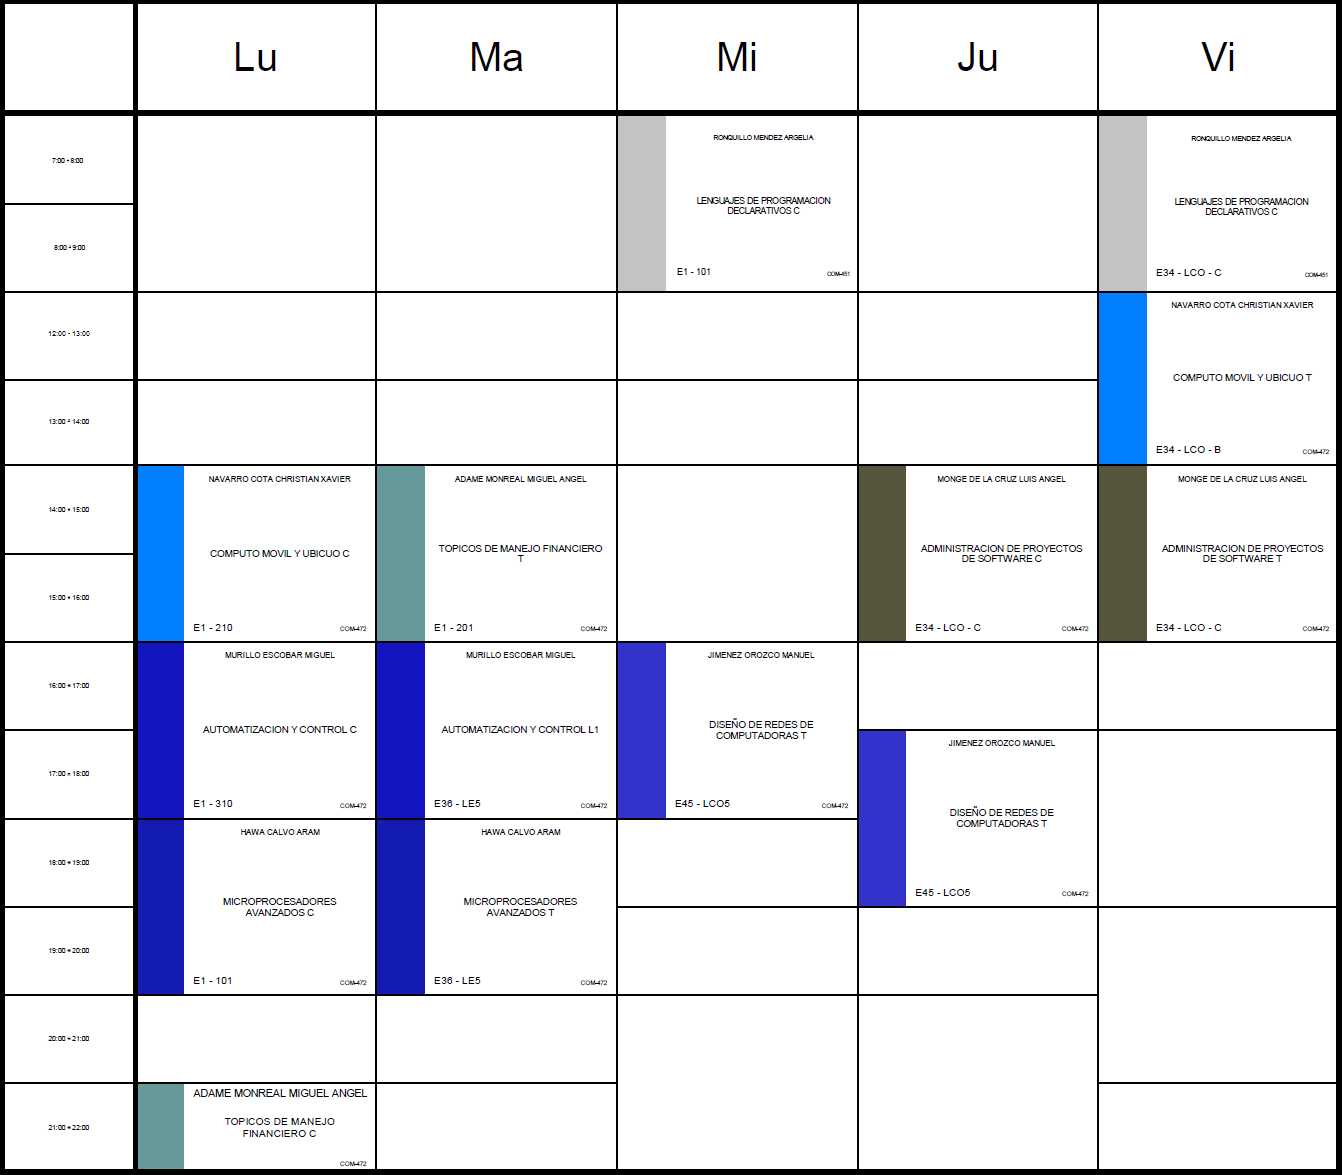 Lu
Ma
Mi
Ju
Vi
7:00 - 8:00
RONQUILLO MENDEZ ARGELIA
LENGUAJES DE PROGRAMACION
DECLARATIVOS C
E1 - 101
COM-451
RONQUILLO MENDEZ ARGELIA
LENGUAJES DE PROGRAMACION
DECLARATIVOS C
E34 - LCO - C
COM-451
8:00 - 9:00
12:00 - 13:00
NAVARRO COTA CHRISTIAN XAVIER
COMPUTO MOVIL Y UBICUO T
E34 - LCO - B
COM-472
13:00 - 14:00
14:00 - 15:00
NAVARRO COTA CHRISTIAN XAVIER
COMPUTO MOVIL Y UBICUO C
E1 - 210
COM-472
ADAME MONREAL MIGUEL ANGEL
TOPICOS DE MANEJO FINANCIERO
T
E1 - 201
COM-472
MONGE DE LA CRUZ LUIS ANGEL
ADMINISTRACION DE PROYECTOS
DE SOFTWARE C
E34 - LCO - C
COM-472
MONGE DE LA CRUZ LUIS ANGEL
ADMINISTRACION DE PROYECTOS
DE SOFTWARE T
E34 - LCO - C
COM-472
15:00 - 16:00
16:00 - 17:00
MURILLO ESCOBAR MIGUEL
AUTOMATIZACION Y CONTROL C
E1 - 310
COM-472
MURILLO ESCOBAR MIGUEL
AUTOMATIZACION Y CONTROL L1
E36 - LE5
COM-472
JIMENEZ OROZCO MANUEL
DISEÑO DE REDES DE
COMPUTADORAS T
E45 - LCO5
COM-472
17:00 - 18:00
JIMENEZ OROZCO MANUEL
DISEÑO DE REDES DE
COMPUTADORAS T
E45 - LCO5
COM-472
18:00 - 19:00
HAWA CALVO ARAM
MICROPROCESADORES
AVANZADOS C
E1 - 101
COM-472
HAWA CALVO ARAM
MICROPROCESADORES
AVANZADOS T
E36 - LE5
COM-472
19:00 - 20:00
20:00 - 21:00
21:00 - 22:00
ADAME MONREAL MIGUEL ANGEL
TOPICOS DE MANEJO
FINANCIERO C
COM-472